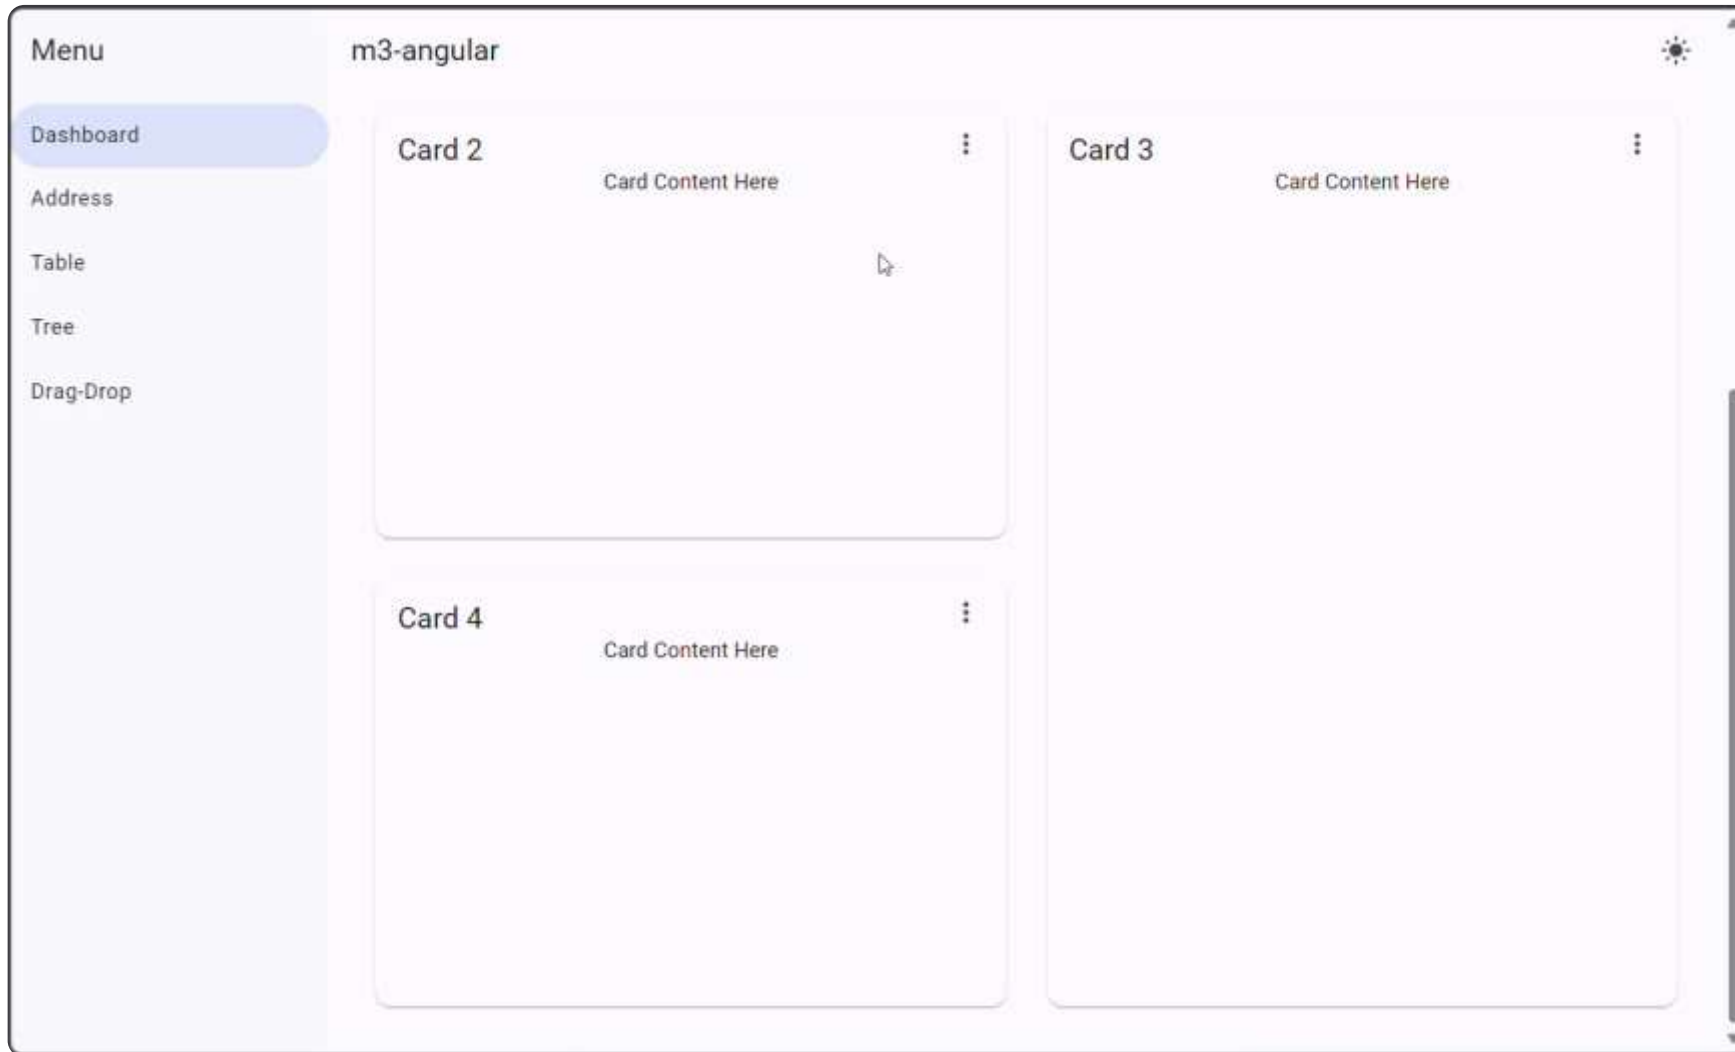 Menu
Dashboard
Address
Table
Tree
Drag-Drop
m3-angular
Card 2
Card Content Here
Card 3
Card Content Here
Card 4
Card Content Here